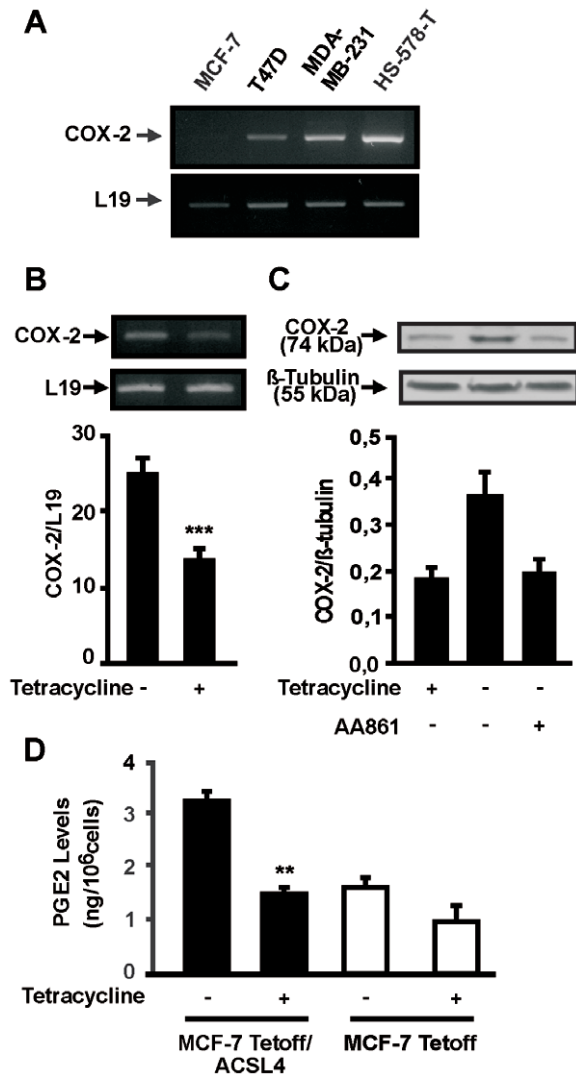 A
MCF-7
T47D
MDA-
MB-231
HS-578-T
COX-2
L19
B
COX-2
L19
30
20
10
0
COX-2/L19
***
Tetracycline - +
C
COX-2
(74 kDa)
ß-Tubulin
(55 kDa)
0,5
0,4
0,3
0,2
0,1
0,0
COX-2/ß-tubulin
Tetracycline + - -
AA861 - - +
D
4
3
2
1
0
PGE2 Levels
(ng/10⁶cells)
**
Tetracycline - + - +
MCF-7 Tetoff/
ACSL4
MCF-7 Tetoff